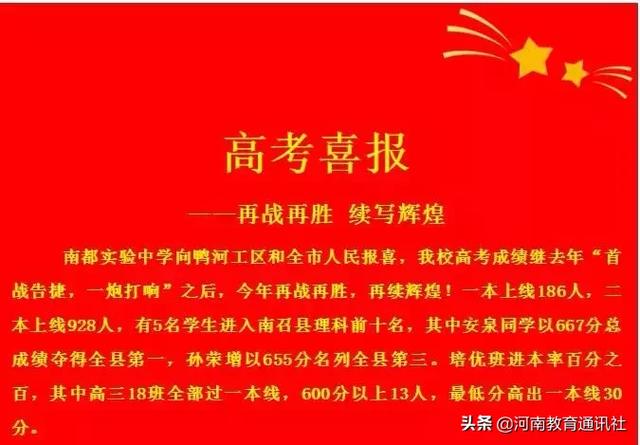 高考喜报
——再战再胜 续写辉煌
南都实验中学向鸭河工区和全市人民报喜，我校高考成绩继去年“首
战告捷，一炮打响”之后，今年再战再胜，再续辉煌！一本上线186人，二
本上线928人，有5名学生进入南召县理科前十名，其中安泉同学以667分总
成绩夺得全县第一，孙荣增以655分名列全县第三。培优班进本率百分之
百，其中高三18班全部过一本线，600分以上13人，最低分高出一本线30
分。
头条 @河南教育通讯社